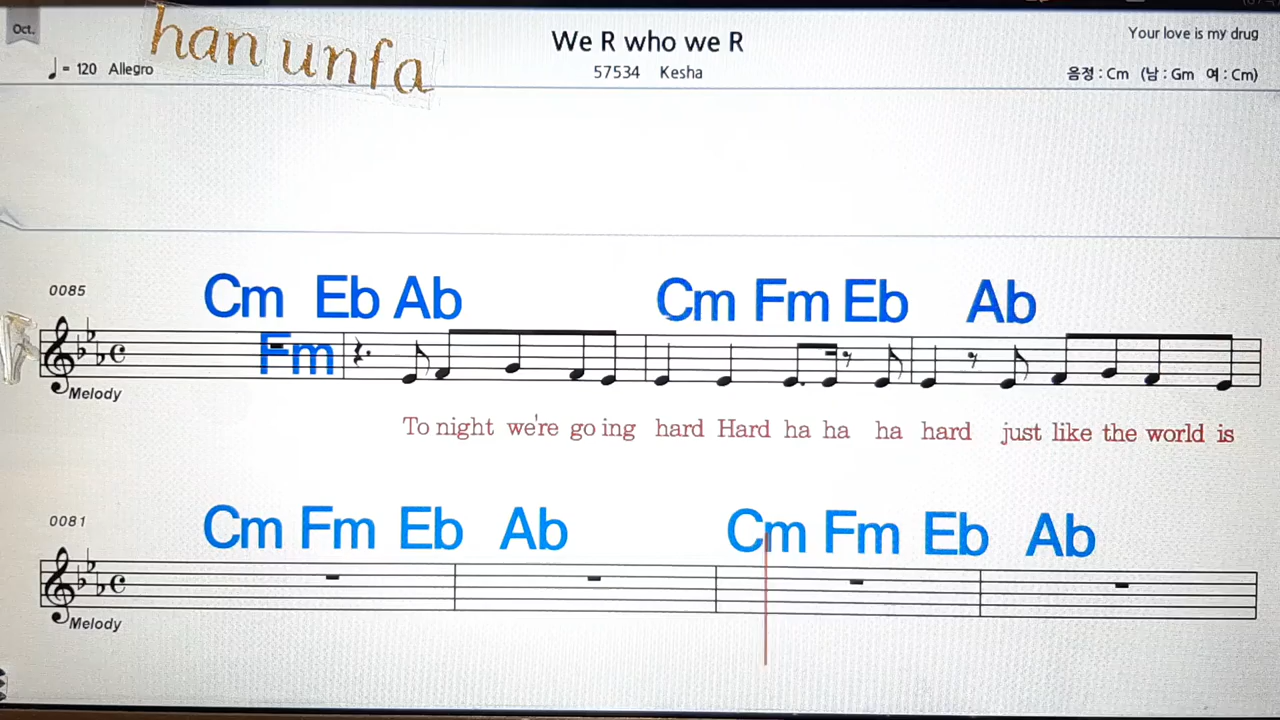 Oct.
han unfa
♩ = 120 Allegro
We R who we R
57534 Kesha
Your love is my drug
음정 : Cm (남 : Gm 여 : Cm)
0085
Cm Eb Ab Cm Fm Eb Ab
Fm
Melody
To night we're go ing hard Hard ha ha ha hard just like the world is
0081
Cm Fm Eb Ab Cm Fm Eb Ab
Melody